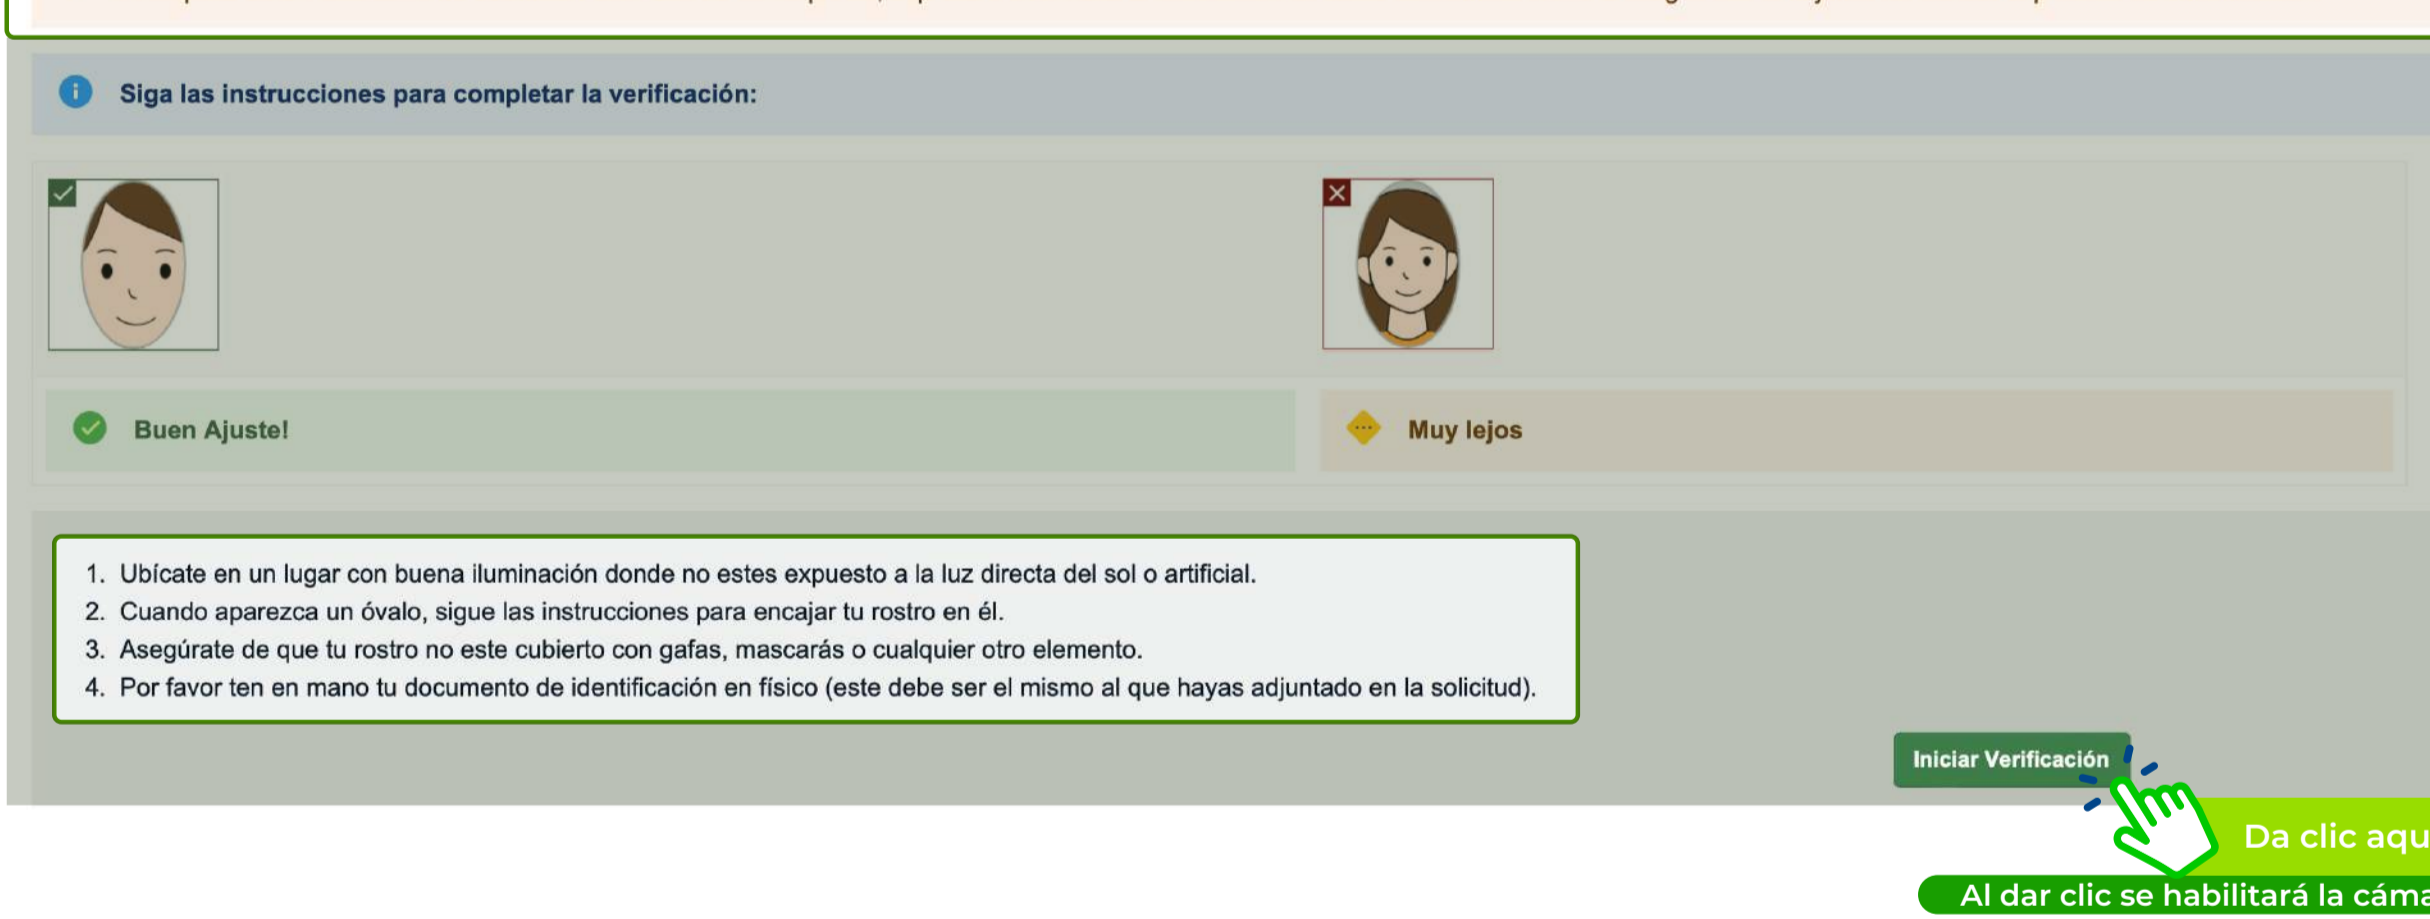 Siga las instrucciones para completar la verificación:
Buen Ajuste!
Muy lejos
1. Ubícate en un lugar con buena iluminación donde no estes expuesto a la luz directa del sol o artificial.
2. Cuando aparezca un óvalo, sigue las instrucciones para encajar tu rostro en él.
3. Asegúrate de que tu rostro no este cubierto con gafas, mascarás o cualquier otro elemento.
4. Por favor ten en mano tu documento de identificación en físico (este debe ser el mismo al que hayas adjuntado en la solicitud).
Iniciar Verificación
Da clic aqu
Al dar clic se habilitará la cáma